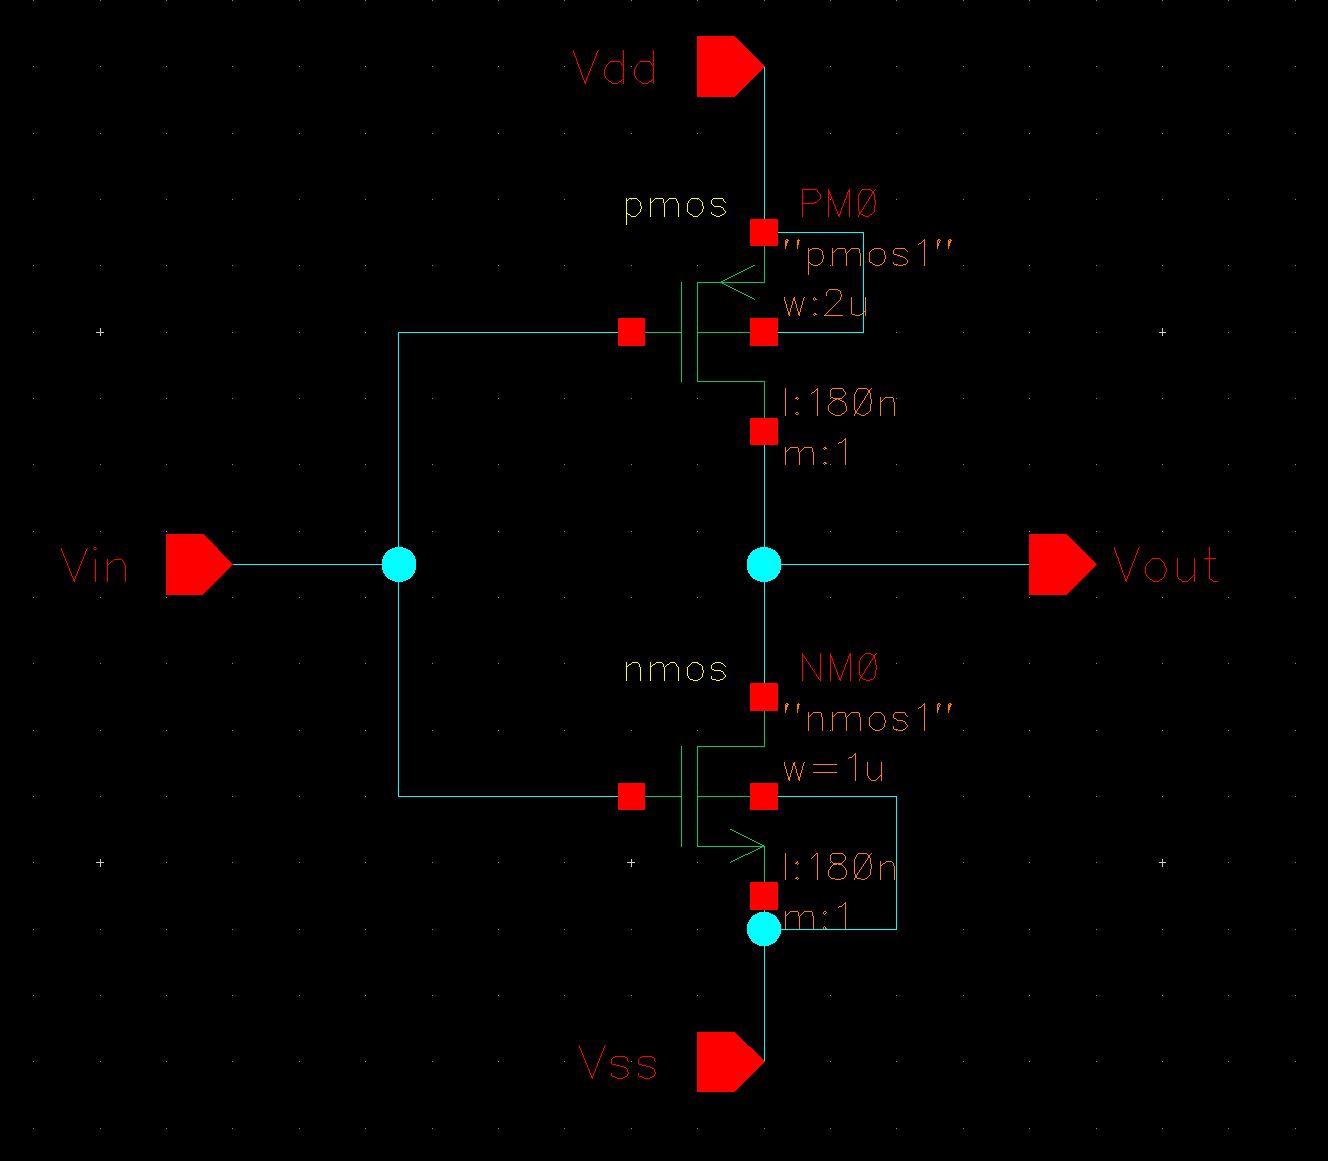 Vdd
pmos
PM0
"pmos1"
w:2u
l:180n
m:1
Vin
Vout
nmos
NM0
"nmos1"
w=1u
l:180n
m:1
Vss